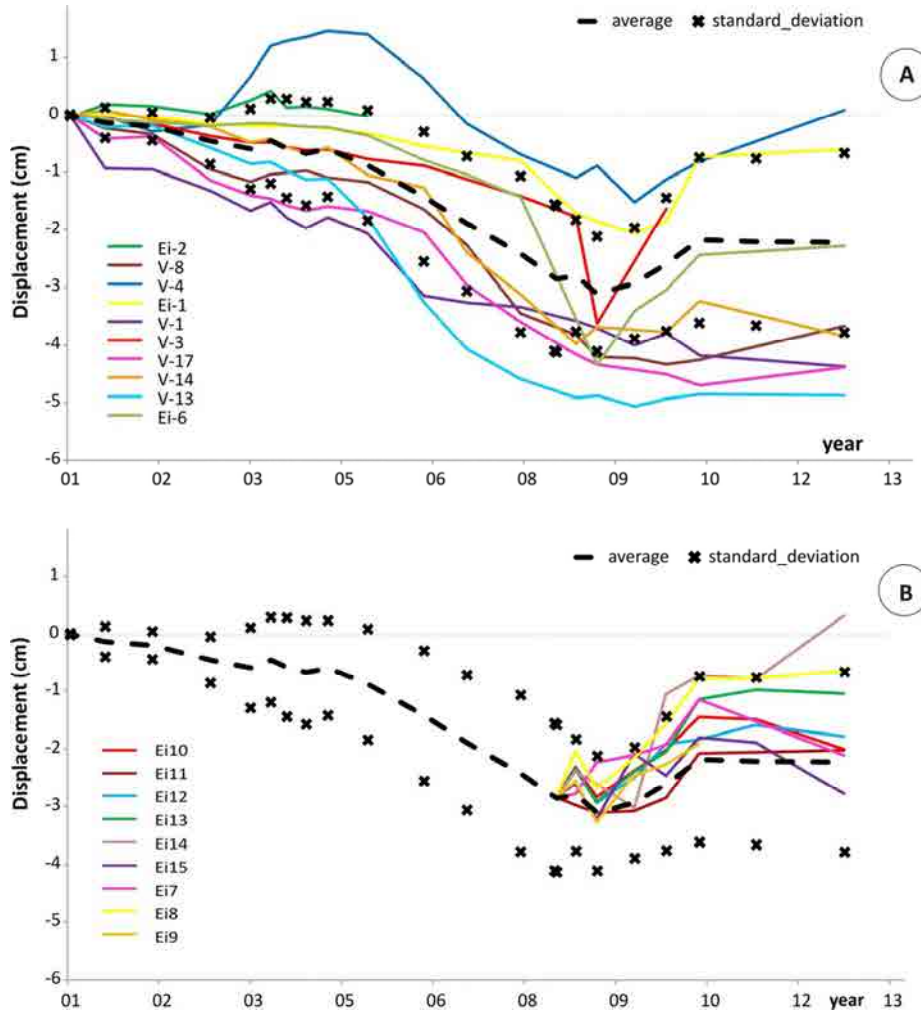 average standard_deviation
A
1
0
-1
-2
-3
-4
-5
-6
Displacement (cm)
Ei-2
V-8
V-4
Ei-1
V-1
V-3
V-17
V-14
V-13
Ei-6
year
01 02 03 05 06 08 09 10 12 13
average standard_deviation
B
1
0
-1
-2
-3
-4
-5
-6
Displacement (cm)
Ei10
Ei11
Ei12
Ei13
Ei14
Ei15
Ei7
Ei8
Ei9
01 02 03 05 06 08 09 10 year 13